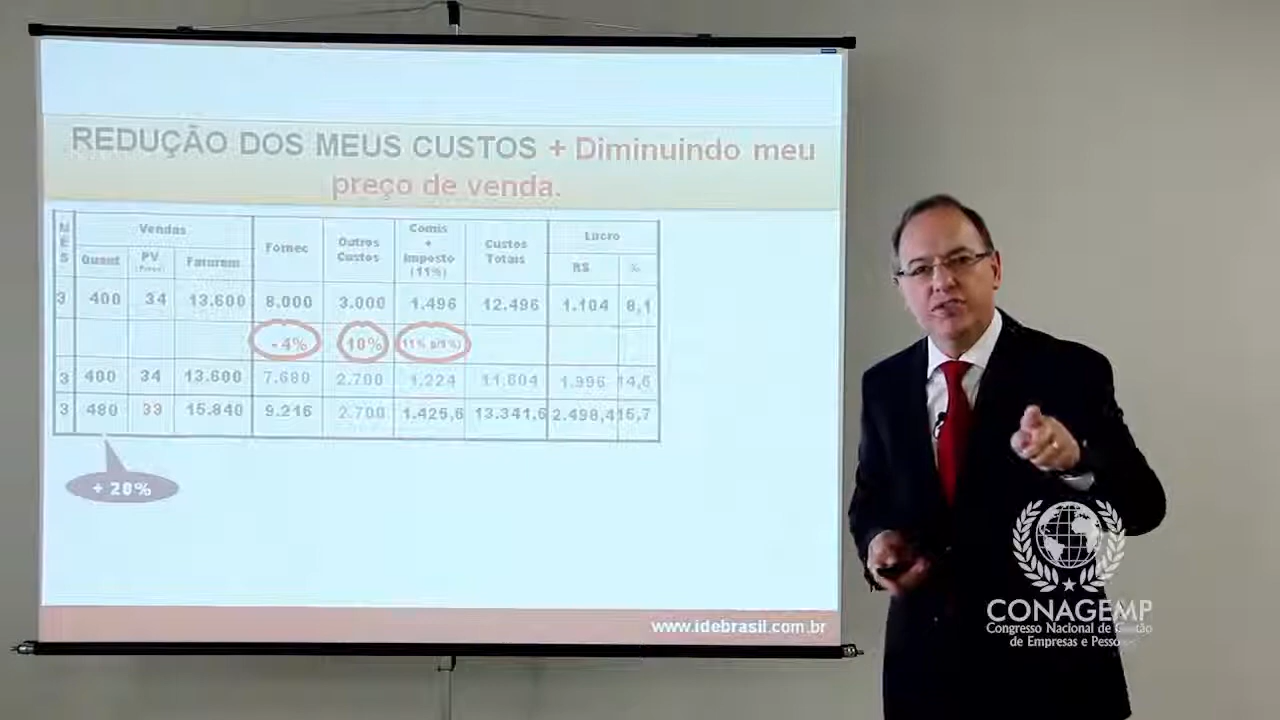 REDUÇÃO DOS MEUS CUSTOS + Diminuindo meu
preço de venda.
MÊS Vendas Fornec Outros Custos Comis + Imposto (11%) Custos Totais Lucro
Quant PV Faturam R$ %
3 400 34 13.600 8.000 3.000 1.496 12.496 1.104 8,1
- 4% 10%
3 400 34 13.600 7.680 2.700 1.224 11.604 1.996 14,6
3 480 33 15.840 9.216 2.700 1.425,6 13.341,6 2.498,4 15,7
+ 20%
www.idebrasil.com.br
CONAGEMP
Congresso Nacional de Gestão
de Empresas e Pessoas